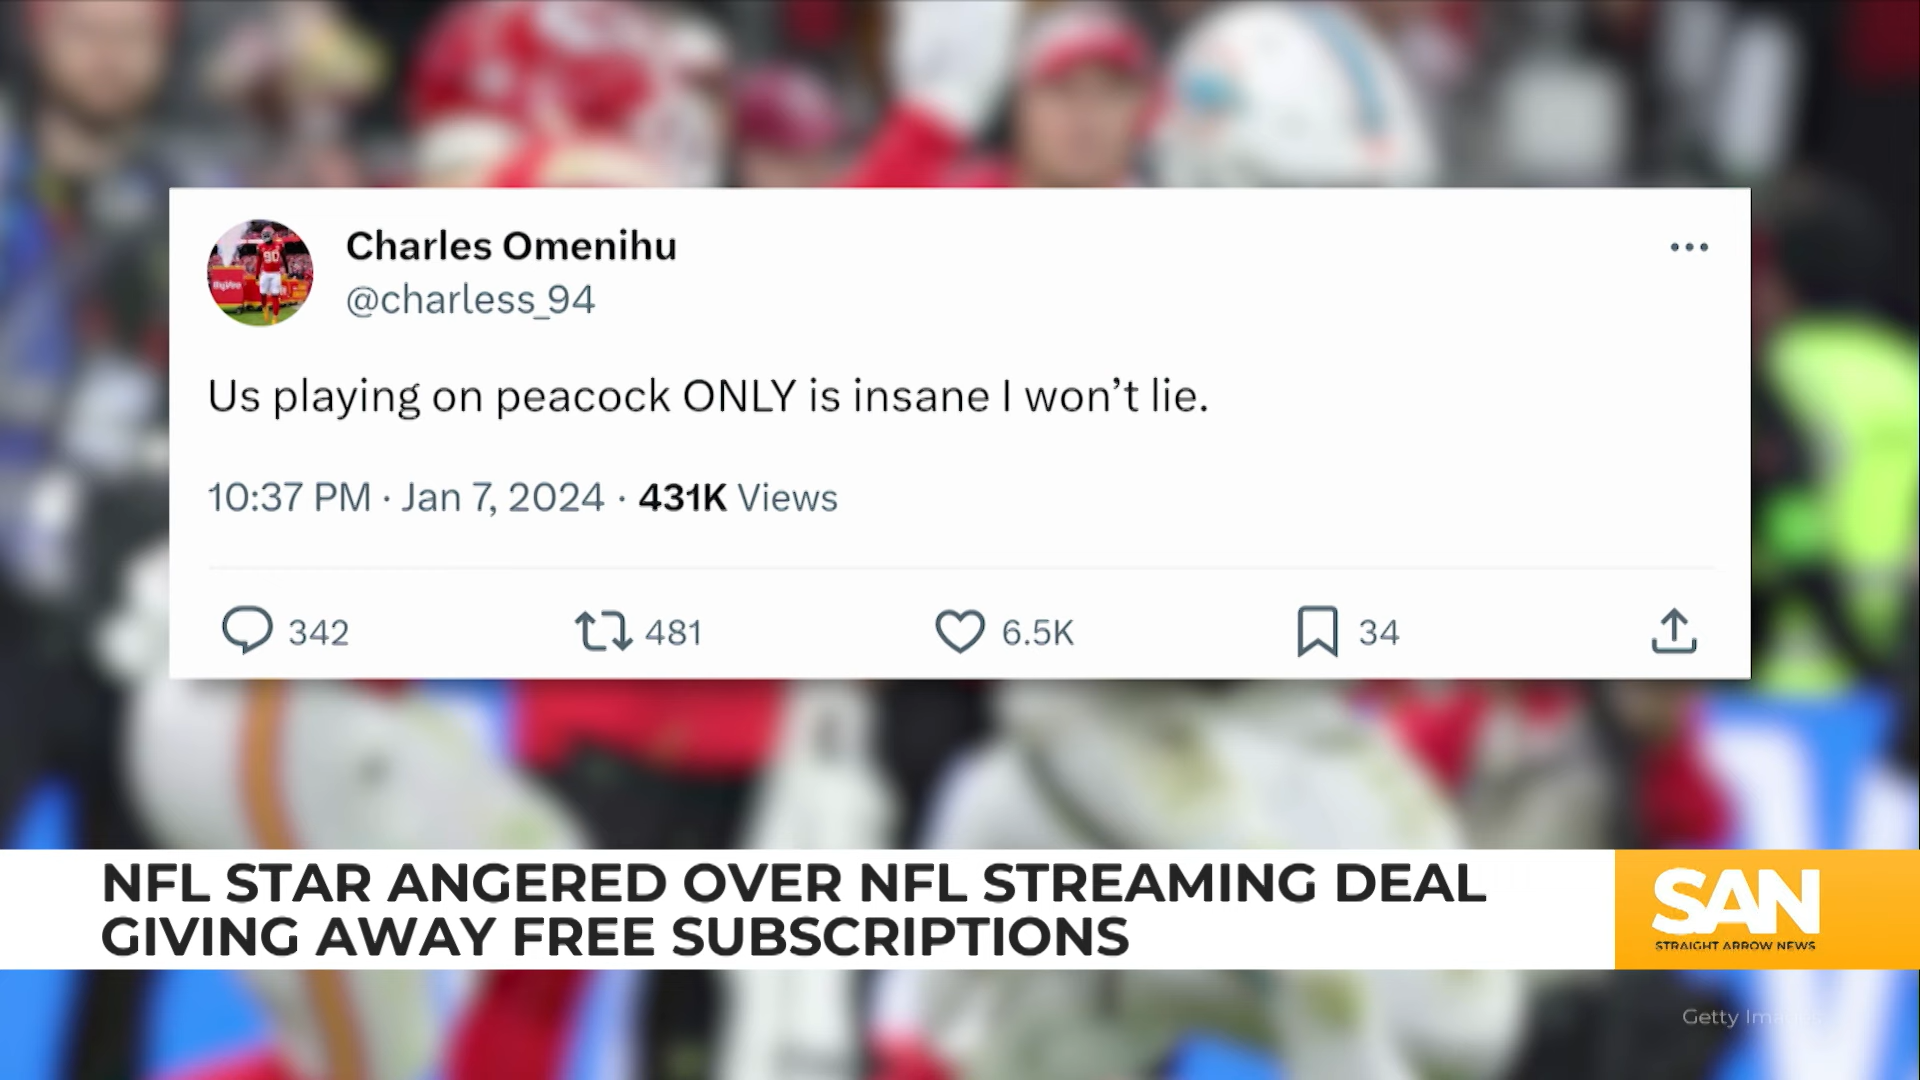 Charles Omenihu
@charless_94
Us playing on peacock ONLY is insane I won’t lie.
10:37 PM · Jan 7, 2024 · 431K Views
342 481 6.5K 34
NFL STAR ANGERED OVER NFL STREAMING DEAL
GIVING AWAY FREE SUBSCRIPTIONS
SAN
STRAIGHT ARROW NEWS
Getty Images